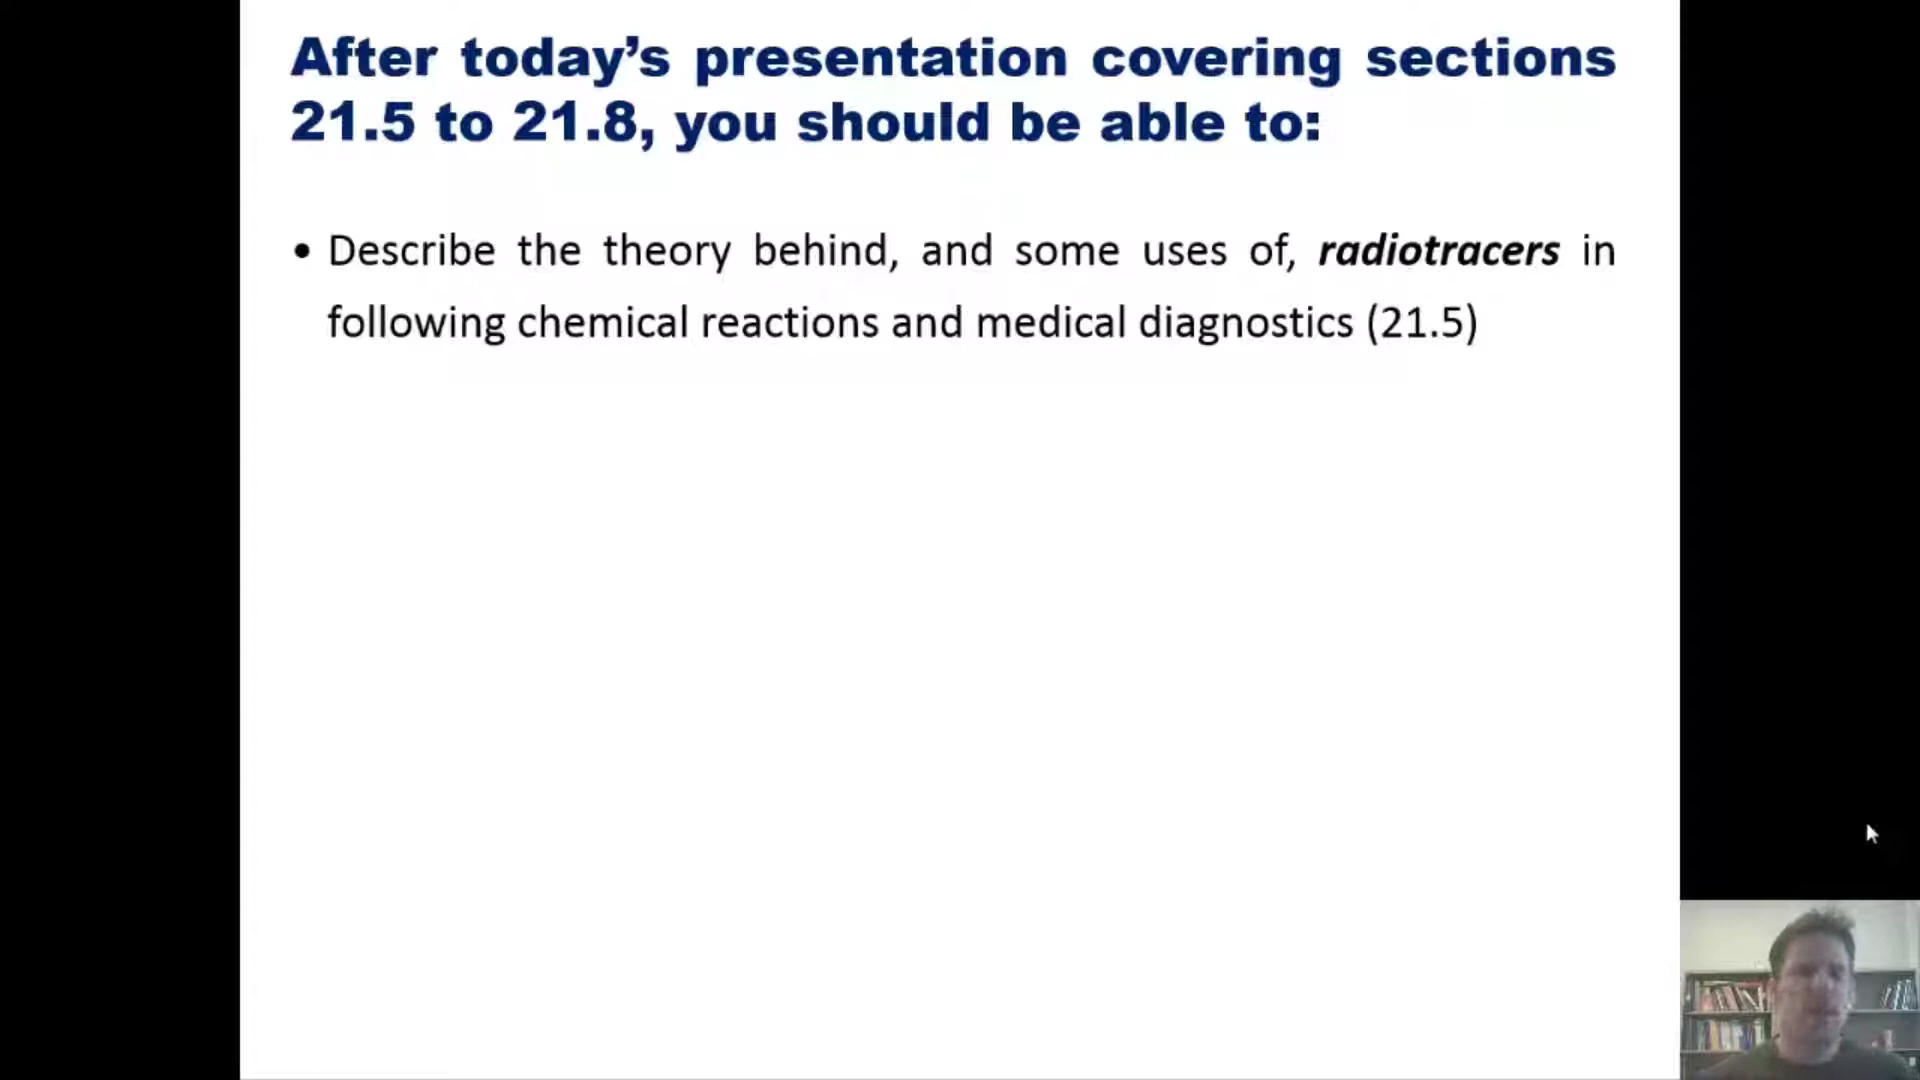 After today’s presentation covering sections
21.5 to 21.8, you should be able to:
• Describe the theory behind, and some uses of, radiotracers in
following chemical reactions and medical diagnostics (21.5)